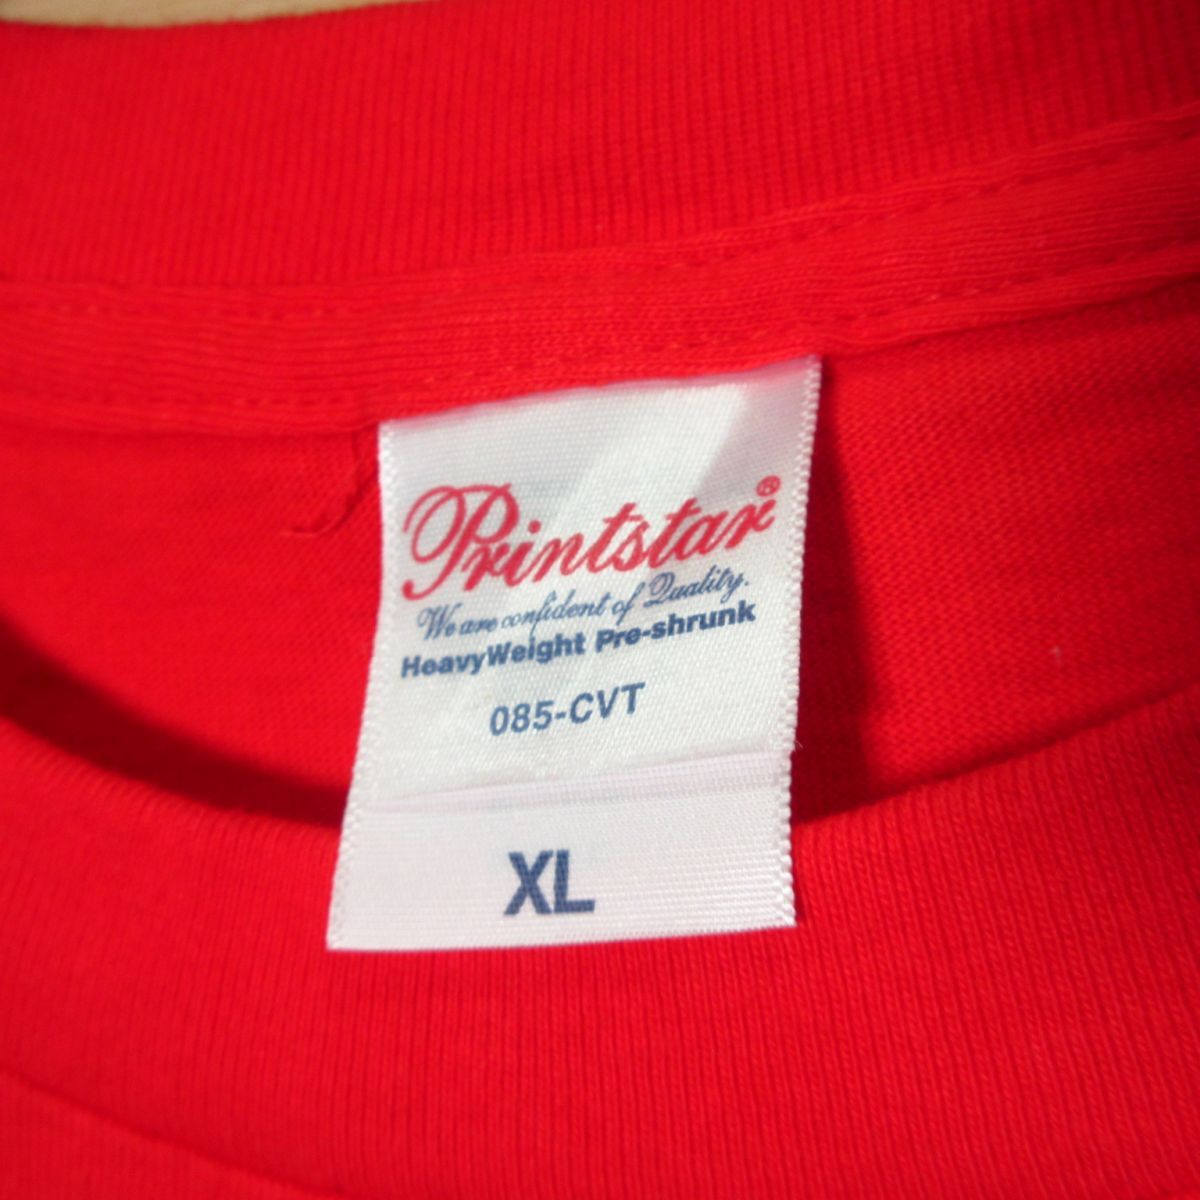 Printstar®
We are confident of Quality.
HeavyWeight Pre-shrunk
085-CVT
XL